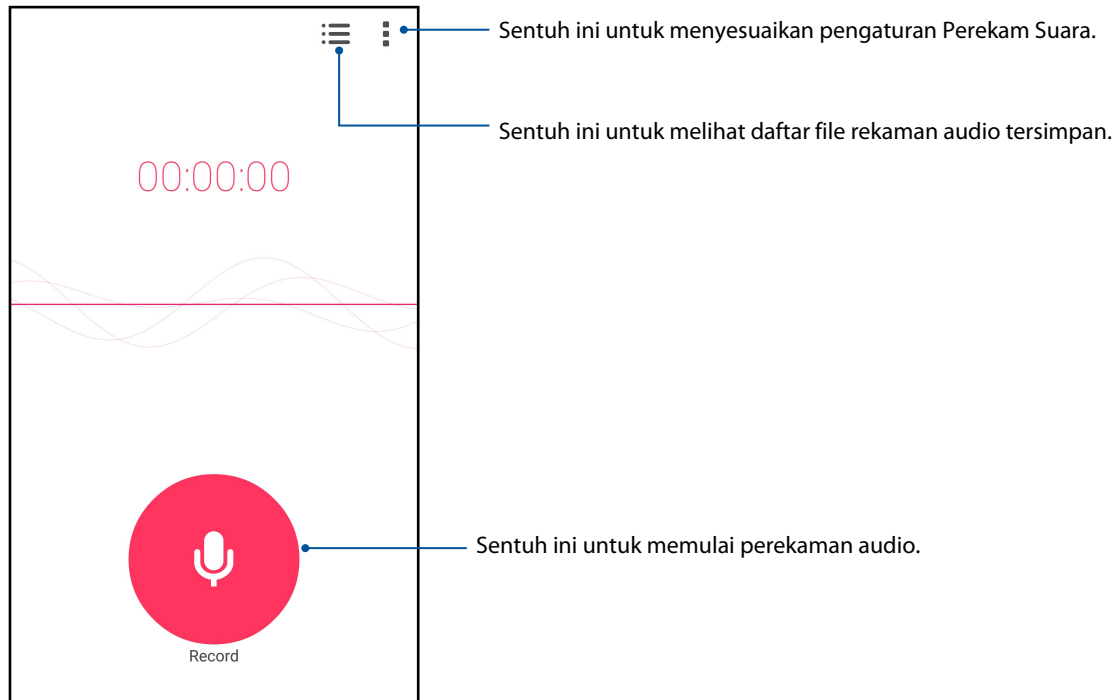 Sentuh ini untuk menyesuaikan pengaturan Perekam Suara.
Sentuh ini untuk melihat daftar file rekaman audio tersimpan.
00:00:00
Sentuh ini untuk memulai perekaman audio.
Record